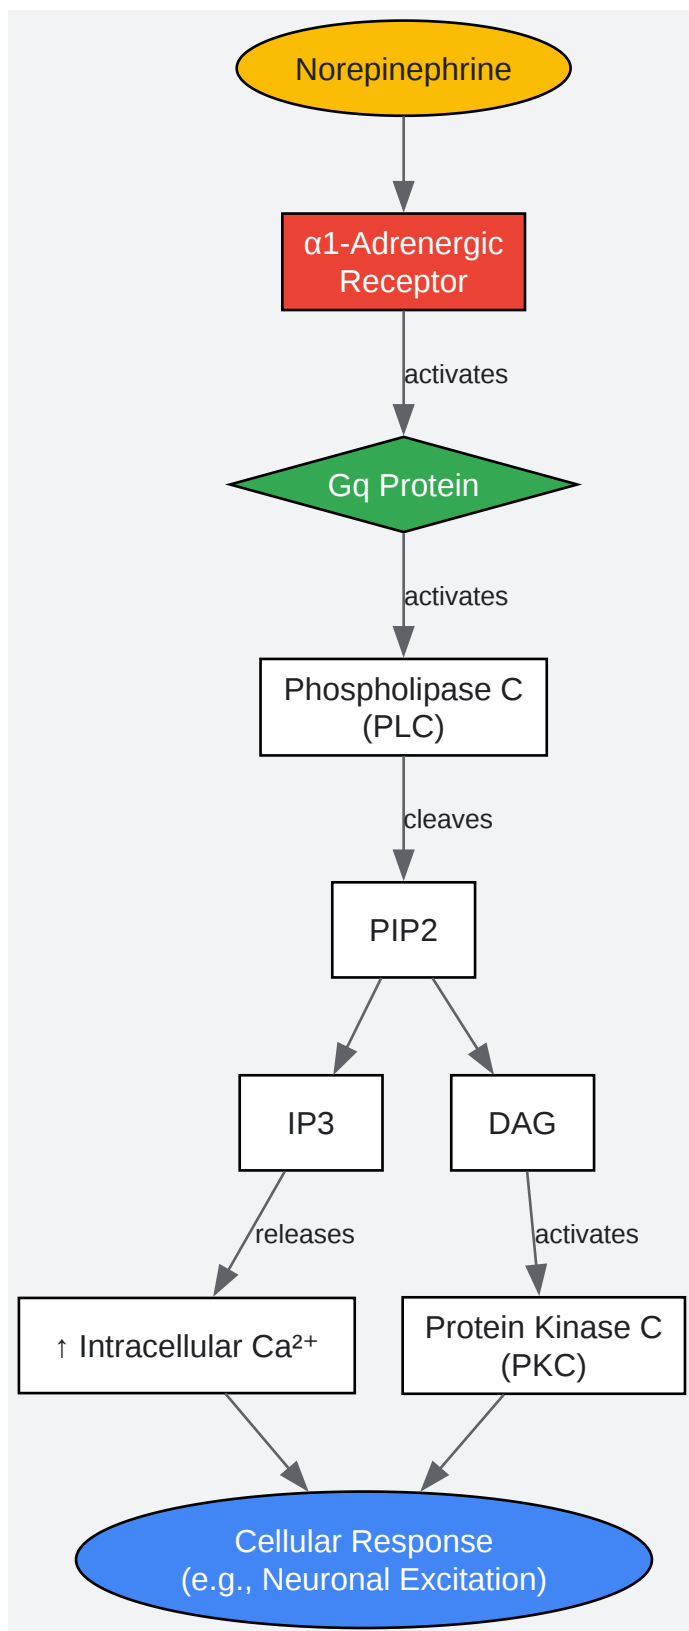 Norepinephrine
α1-Adrenergic
Receptor
activates
Gq Protein
activates
Phospholipase C
(PLC)
cleaves
PIP2
IP3
DAG
releases
activates
↑ Intracellular Ca²⁺
Protein Kinase C
(PKC)
Cellular Response
(e.g., Neuronal Excitation)